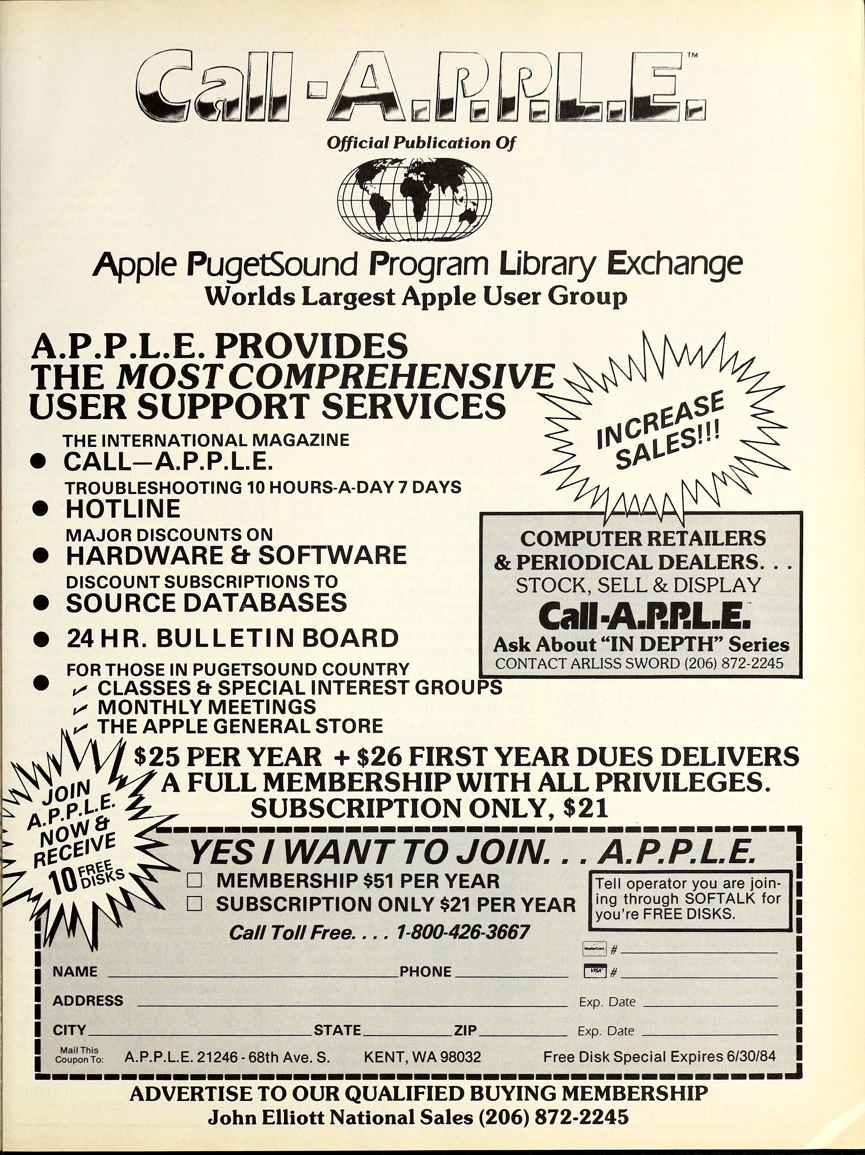 Call-A.P.P.L.E.™
Official Publication Of
Apple PugetSound Program Library Exchange
Worlds Largest Apple User Group
A.P.P.L.E. PROVIDES
THE MOST COMPREHENSIVE
USER SUPPORT SERVICES
INCREASE
SALES!!!
THE INTERNATIONAL MAGAZINE
● CALL—A.P.P.L.E.
TROUBLESHOOTING 10 HOURS-A-DAY 7 DAYS
● HOTLINE
MAJOR DISCOUNTS ON
● HARDWARE & SOFTWARE
DISCOUNT SUBSCRIPTIONS TO
● SOURCE DATABASES
● 24 HR. BULLETIN BOARD
● FOR THOSE IN PUGETSOUND COUNTRY
✓ CLASSES & SPECIAL INTEREST GROUPS
✓ MONTHLY MEETINGS
✓ THE APPLE GENERAL STORE
COMPUTER RETAILERS
& PERIODICAL DEALERS. . .
STOCK, SELL & DISPLAY
Call-A.P.P.L.E.
Ask About “IN DEPTH” Series
CONTACT ARLISS SWORD (206) 872-2245
$25 PER YEAR + $26 FIRST YEAR DUES DELIVERS
A FULL MEMBERSHIP WITH ALL PRIVILEGES.
SUBSCRIPTION ONLY, $21
JOIN
A.P.P.L.E.
NOW &
RECEIVE
10 FREE
DISKS
YES I WANT TO JOIN. . . A.P.P.L.E.
☐ MEMBERSHIP $51 PER YEAR
☐ SUBSCRIPTION ONLY $21 PER YEAR
Call Toll Free. . . . 1-800-426-3667
Tell operator you are join-
ing through SOFTALK for
you're FREE DISKS.
MasterCard #
VISA #
NAME PHONE
ADDRESS Exp. Date
CITY STATE ZIP Exp. Date
Mail This
Coupon To: A.P.P.L.E. 21246 - 68th Ave. S. KENT, WA 98032 Free Disk Special Expires 6/30/84
ADVERTISE TO OUR QUALIFIED BUYING MEMBERSHIP
John Elliott National Sales (206) 872-2245